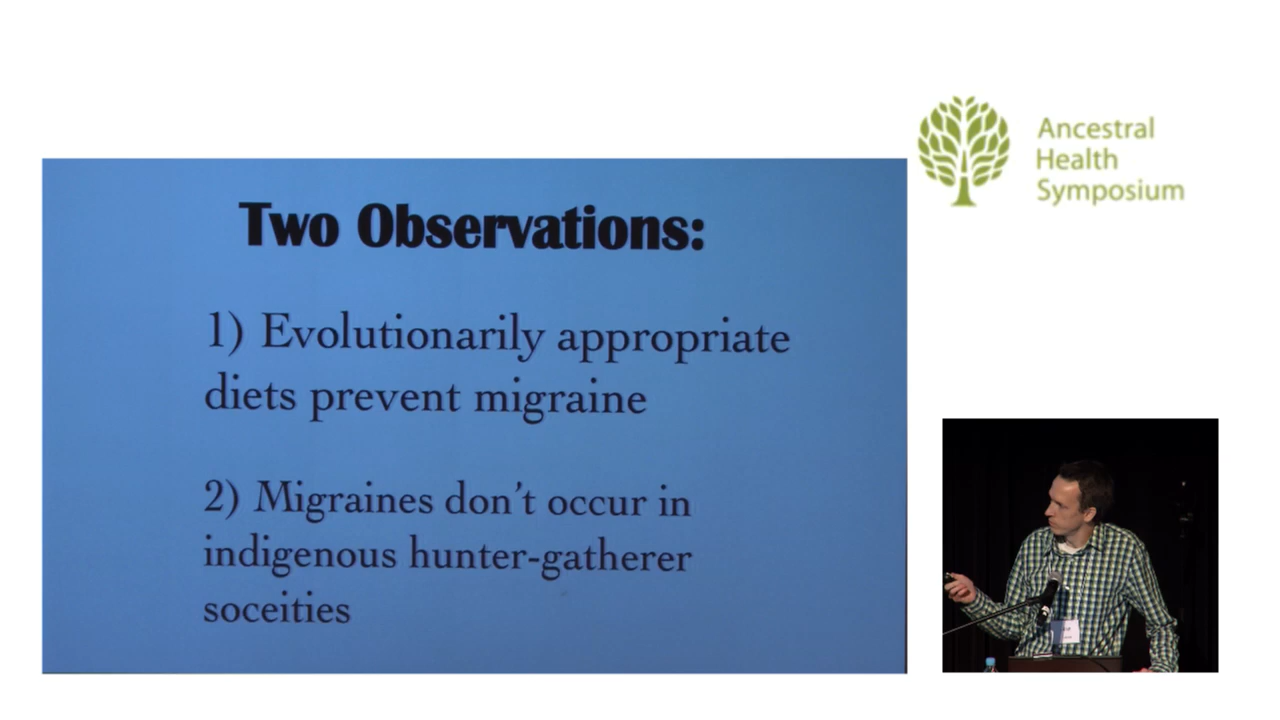 Ancestral
Health
Symposium
Two Observations:
1) Evolutionarily appropriate
diets prevent migraine
2) Migraines don't occur in
indigenous hunter-gatherer
soceities